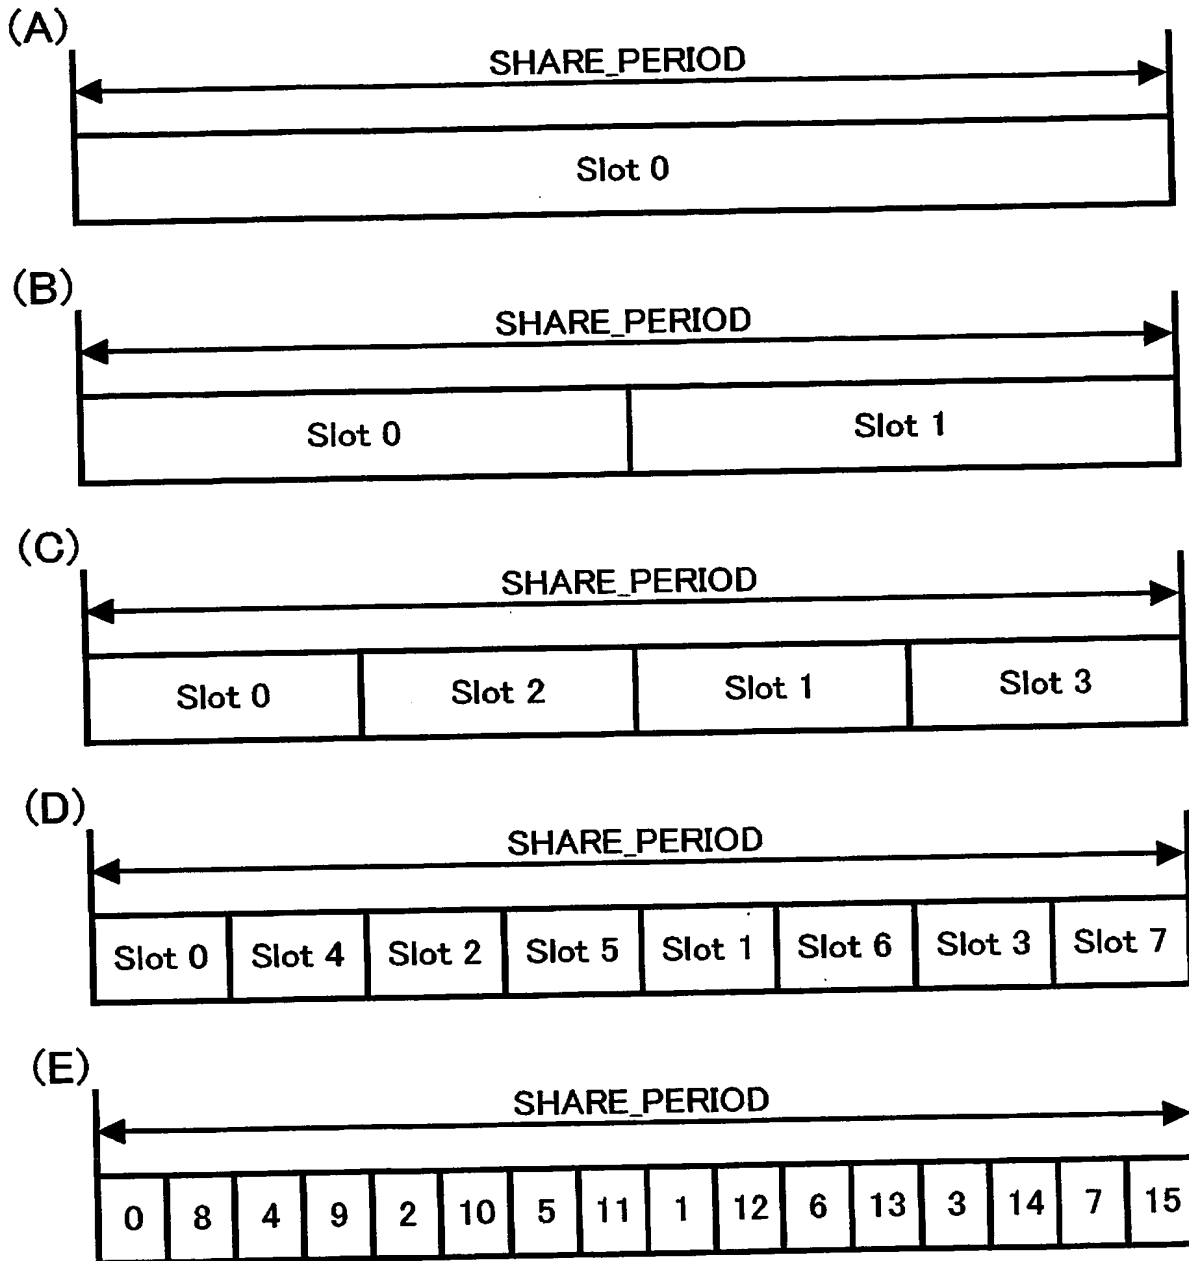 (A)
SHARE_PERIOD
Slot 0
(B)
SHARE_PERIOD
Slot 0 Slot 1
(C)
SHARE_PERIOD
Slot 0 Slot 2 Slot 1 Slot 3
(D)
SHARE_PERIOD
Slot 0 Slot 4 Slot 2 Slot 5 Slot 1 Slot 6 Slot 3 Slot 7
(E)
SHARE_PERIOD
0 8 4 9 2 10 5 11 1 12 6 13 3 14 7 15